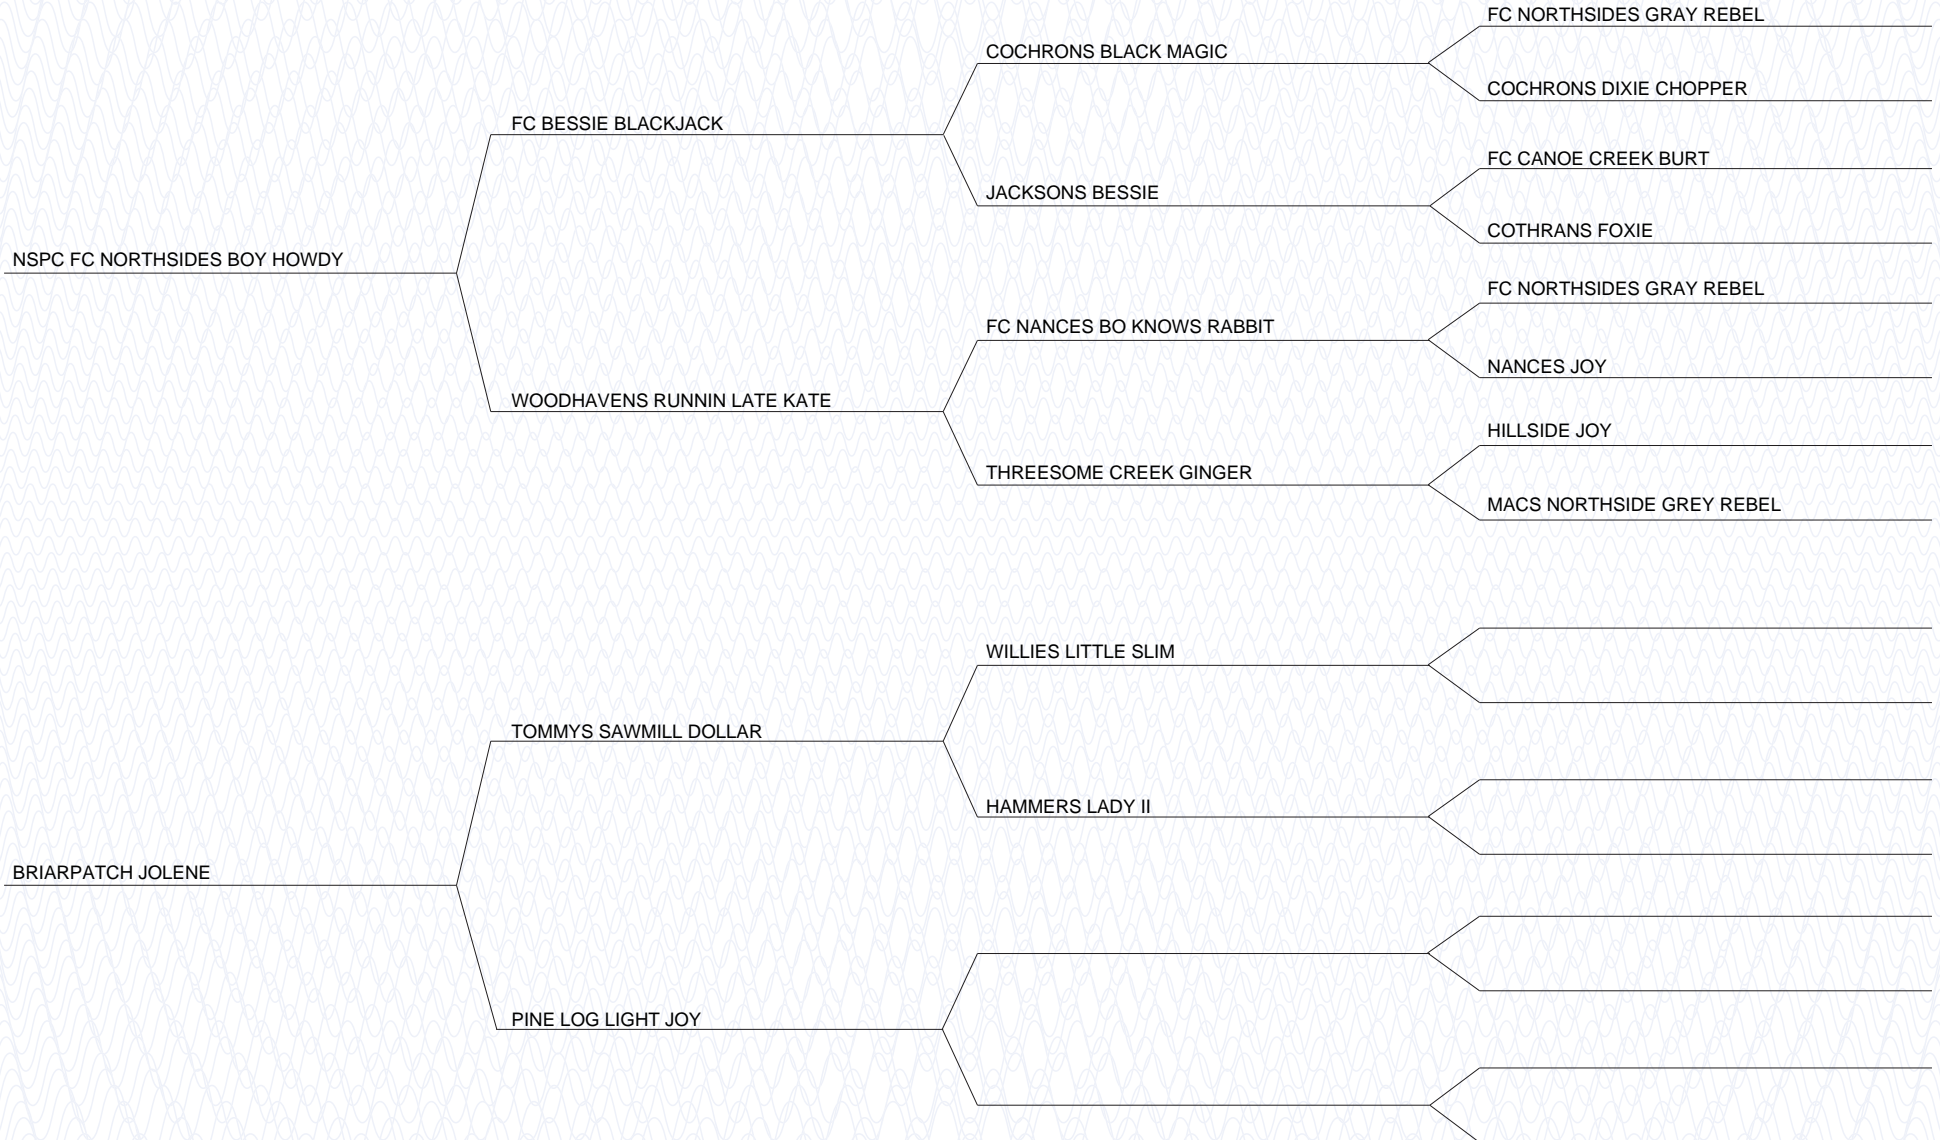 FC NORTHSIDES GRAY REBEL
COCHRONS BLACK MAGIC
COCHRONS DIXIE CHOPPER
FC BESSIE BLACKJACK
FC CANOE CREEK BURT
JACKSONS BESSIE
COTHRANS FOXIE
NSPC FC NORTHSIDES BOY HOWDY
FC NORTHSIDES GRAY REBEL
FC NANCES BO KNOWS RABBIT
NANCES JOY
WOODHAVENS RUNNIN LATE KATE
HILLSIDE JOY
THREESOME CREEK GINGER
MACS NORTHSIDE GREY REBEL
WILLIES LITTLE SLIM
TOMMYS SAWMILL DOLLAR
HAMMERS LADY II
BRIARPATCH JOLENE
PINE LOG LIGHT JOY